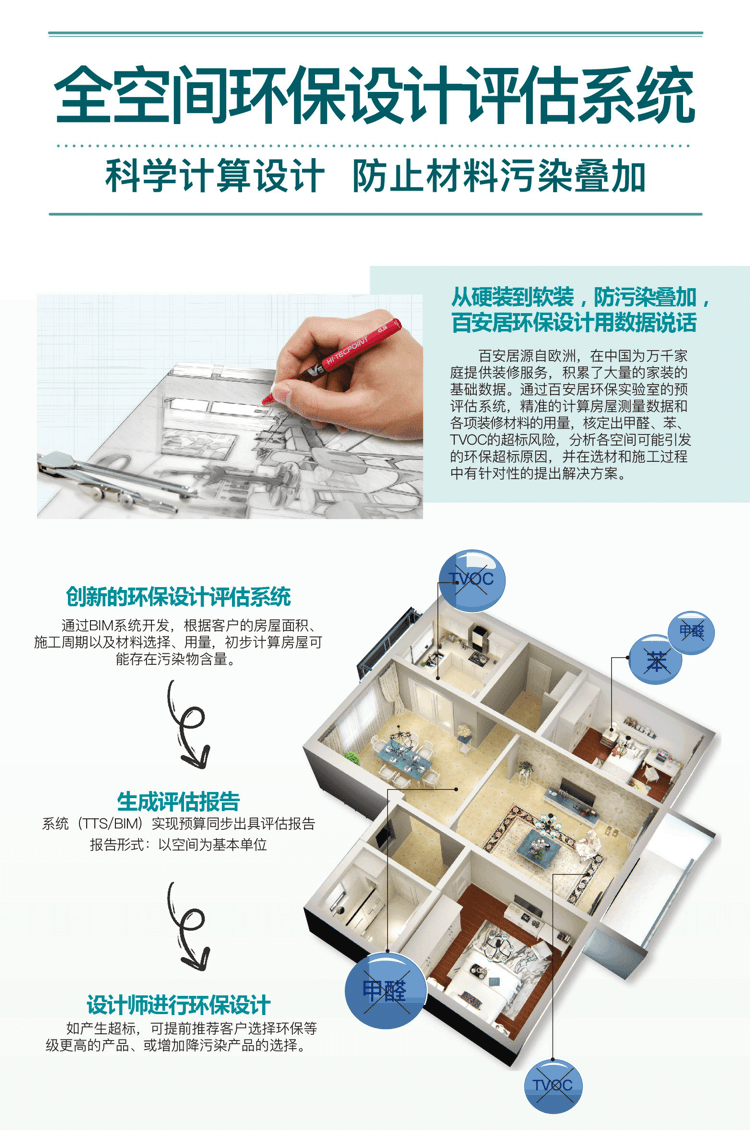 全空间环保设计评估系统
科学计算设计 防止材料污染叠加
从硬装到软装，防污染叠加，
百安居环保设计用数据说话
百安居源自欧洲，在中国为万千家
庭提供装修服务，积累了大量的家装的
基础数据。通过百安居环保实验室的预
评估系统，精准的计算房屋测量数据和
各项装修材料的用量，核定出甲醛、苯、
TVOC的超标风险，分析各空间可能引发
的环保超标原因，并在选材和施工过程
中有针对性的提出解决方案。
HI-TECPOINT
V5
创新的环保设计评估系统
通过BIM系统开发，根据客户的房屋面积、
施工周期以及材料选择、用量，初步计算房屋可
能存在污染物含量。
TVOC
甲醛
苯
生成评估报告
系统（TTS/BIM）实现预算同步出具评估报告
报告形式：以空间为基本单位
甲醛
设计师进行环保设计
如产生超标，可提前推荐客户选择环保等
级更高的产品、或增加降污染产品的选择。
TVOC